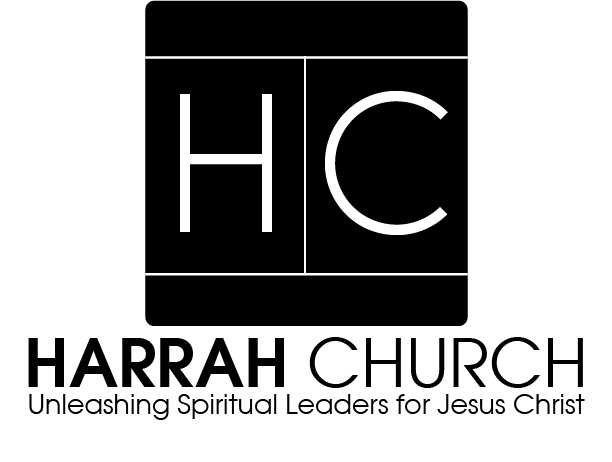 HC
HARRAH CHURCH
Unleashing Spiritual Leaders for Jesus Christ